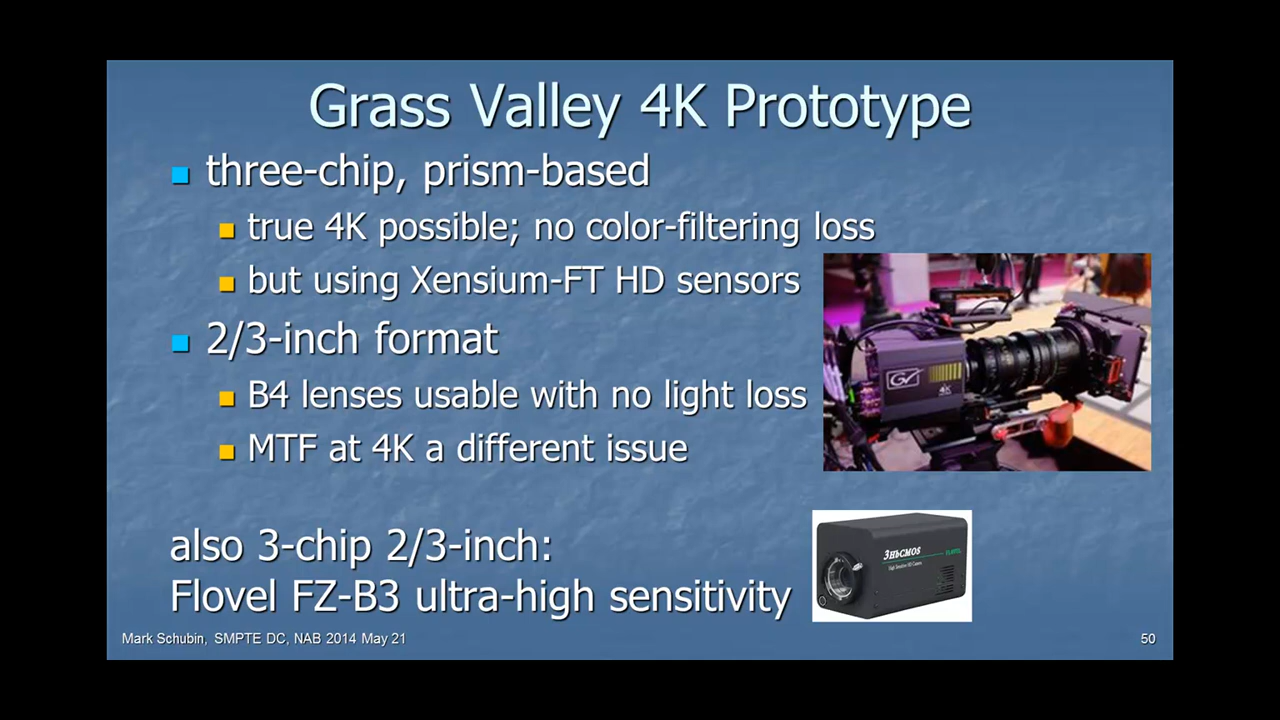 Grass Valley 4K Prototype
three-chip, prism-based
true 4K possible; no color-filtering loss
but using Xensium-FT HD sensors
2/3-inch format
B4 lenses usable with no light loss
MTF at 4K a different issue
GV
4K
also 3-chip 2/3-inch:
Flovel FZ-B3 ultra-high sensitivity
Mark Schubin, SMPTE DC, NAB 2014 May 21
50